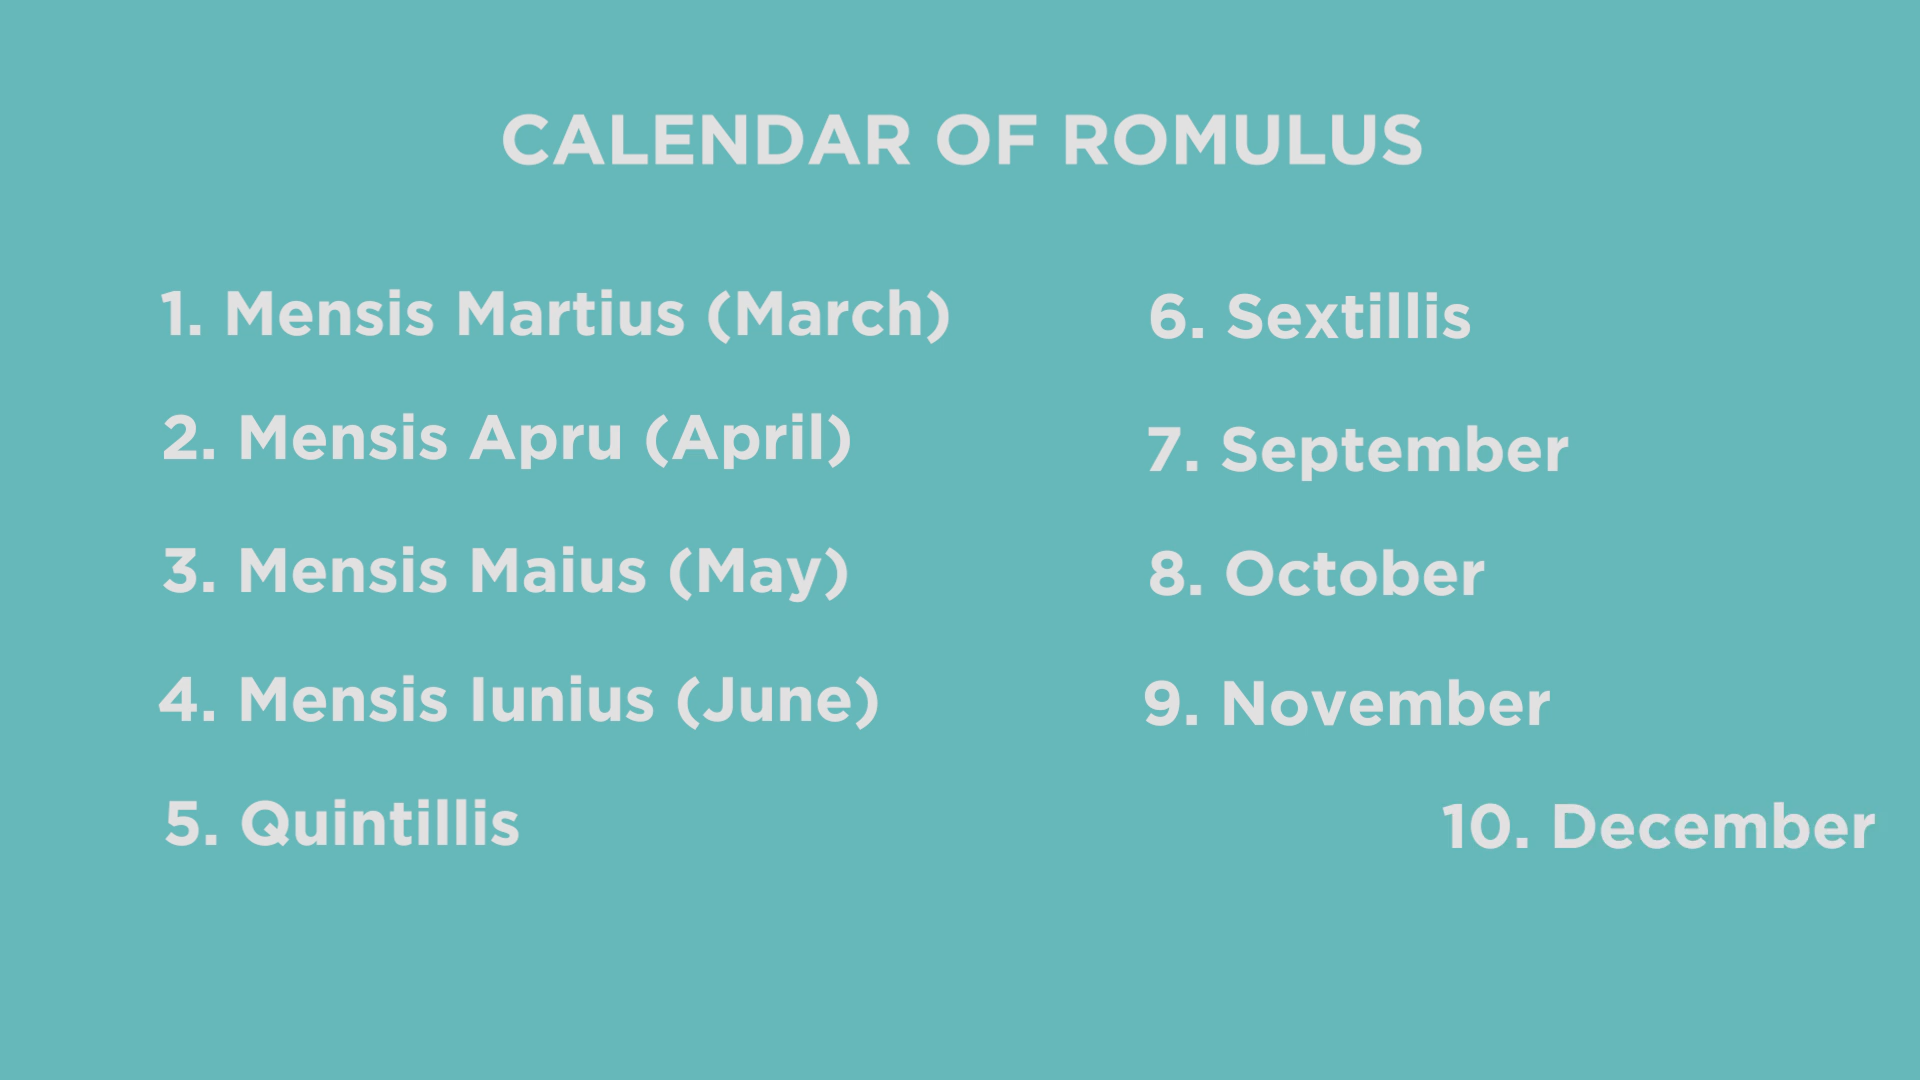 CALENDAR OF ROMULUS
1. Mensis Martius (March)
2. Mensis Apru (April)
3. Mensis Maius (May)
4. Mensis Iunius (June)
5. Quintillis
6. Sextillis
7. September
8. October
9. November
10. December